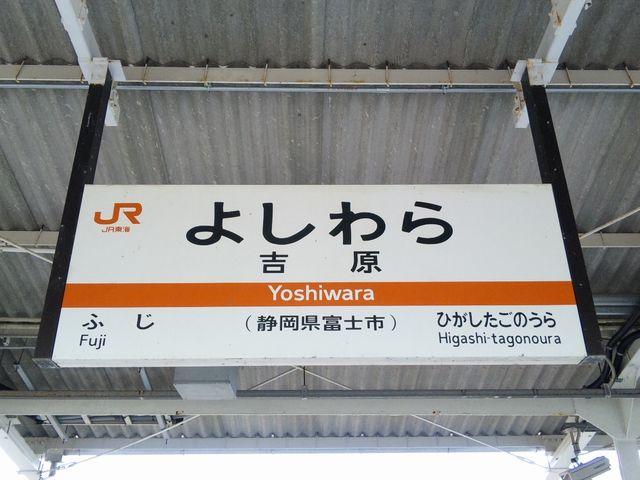 JR
JR東海
よしわら
吉原
Yoshiwara
ふじ
Fuji
（静岡県富士市）
ひがしたごのうら
Higashi-tagonoura